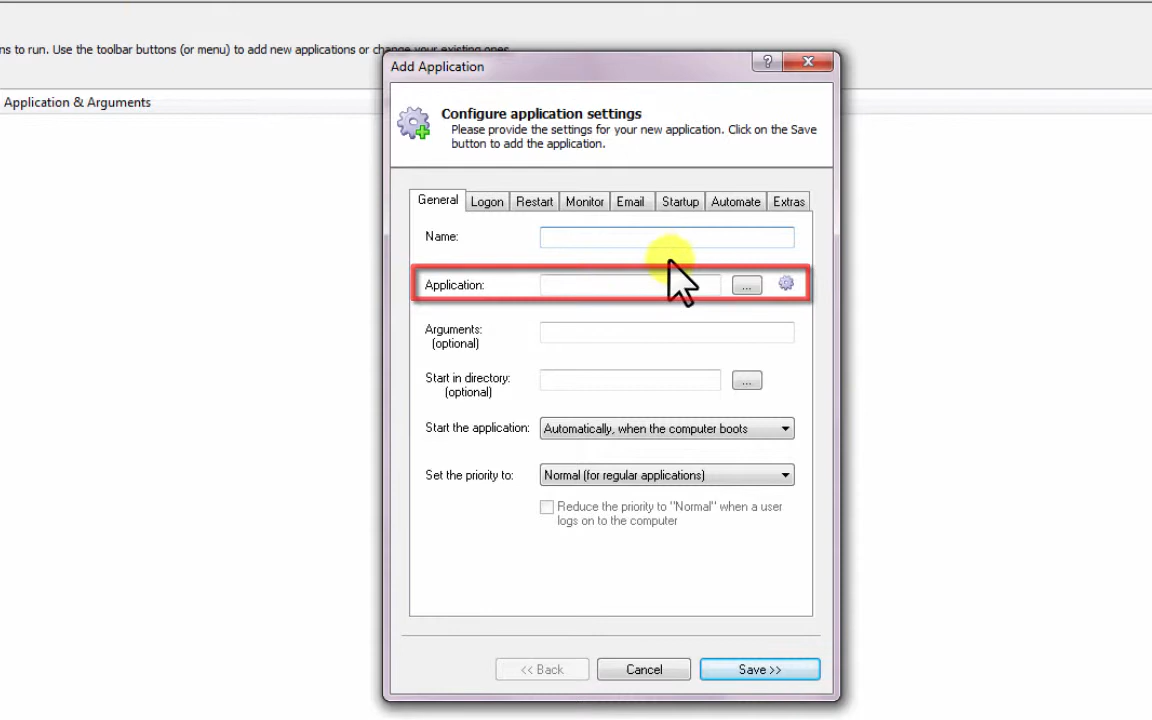 ns to run. Use the toolbar buttons (or menu) to add new applications or change your existing ones.
Application & Arguments
Add Application
Configure application settings
Please provide the settings for your new application. Click on the Save
button to add the application.
General Logon Restart Monitor Email Startup Automate Extras
Name:
Application: ...
Arguments:
(optional)
Start in directory: ...
(optional)
Start the application: Automatically, when the computer boots
Set the priority to: Normal (for regular applications)
Reduce the priority to "Normal" when a user
logs on to the computer
<< Back Cancel Save >>